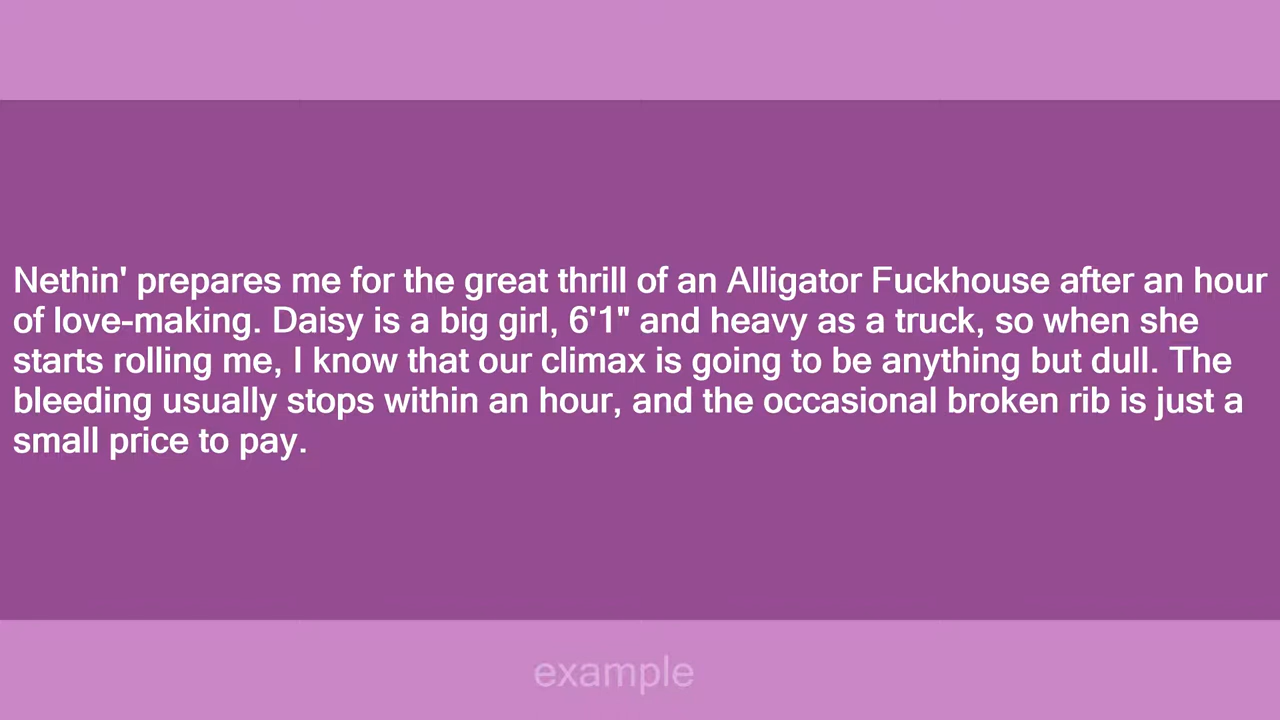 Nethin' prepares me for the great thrill of an Alligator Fuckhouse after an hour
of love-making. Daisy is a big girl, 6'1" and heavy as a truck, so when she
starts rolling me, I know that our climax is going to be anything but dull. The
bleeding usually stops within an hour, and the occasional broken rib is just a
small price to pay.
example